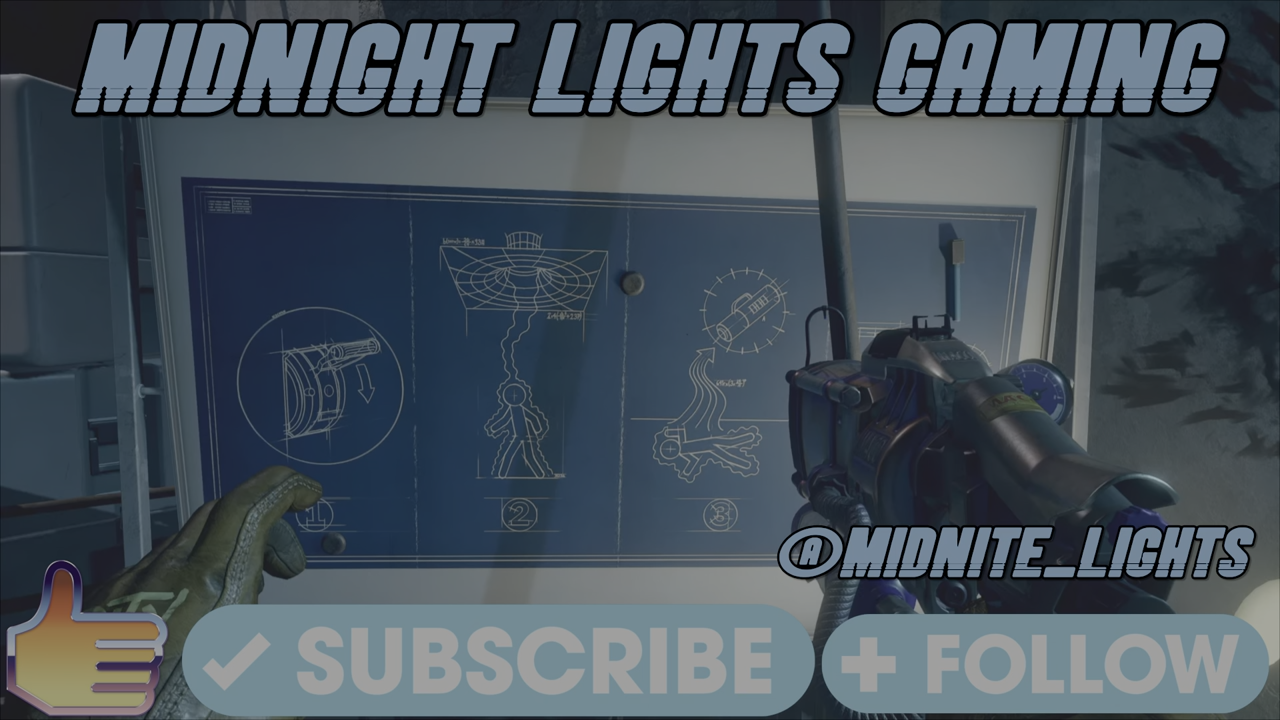 MIDNIGHT LIGHTS GAMING
1
2
3
@MIDNITE_LIGHTS
SUBSCRIBE
FOLLOW